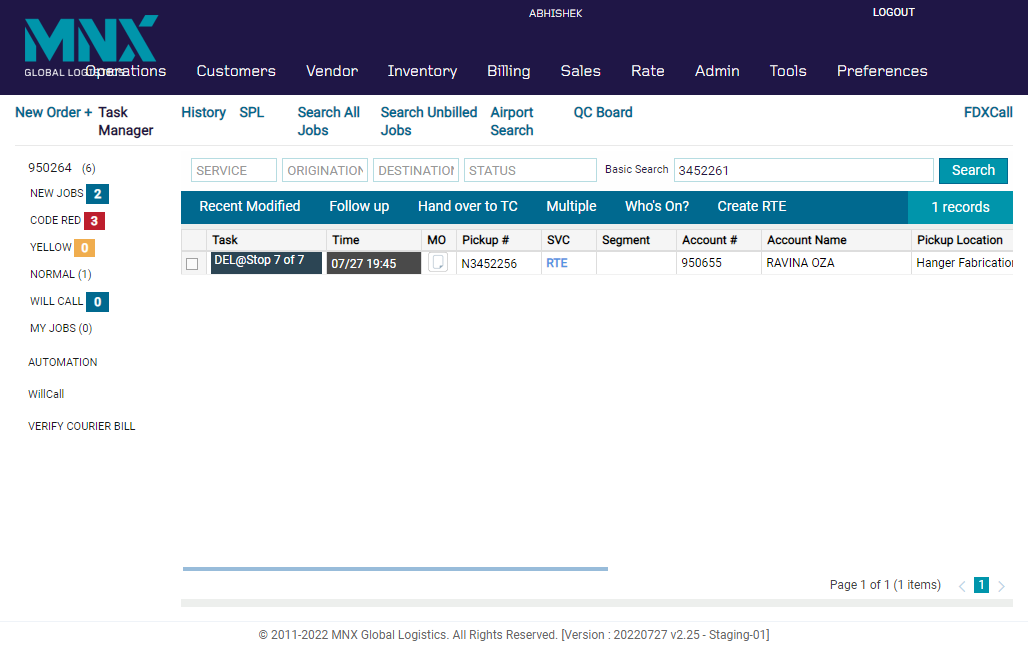 ABHISHEK
LOGOUT
MNX
GLOBAL LOGISTICS
Operations Customers Vendor Inventory Billing Sales Rate Admin Tools Preferences
New Order + Task Manager History SPL Search All Jobs Search Unbilled Jobs Airport Search QC Board FDXCall
950264 (6)
NEW JOBS 2
CODE RED 3
YELLOW 0
NORMAL (1)
WILL CALL 0
MY JOBS (0)
AUTOMATION
WillCall
VERIFY COURIER BILL
SERVICE ORIGINATION DESTINATION STATUS Basic Search 3452261 Search
Recent Modified Follow up Hand over to TC Multiple Who's On? Create RTE 1 records
Task Time MO Pickup # SVC Segment Account # Account Name Pickup Location
DEL@Stop 7 of 7 07/27 19:45 N3452256 RTE 950655 RAVINA OZA Hanger Fabrication
Page 1 of 1 (1 items) 1
© 2011-2022 MNX Global Logistics. All Rights Reserved. [Version : 20220727 v2.25 - Staging-01]